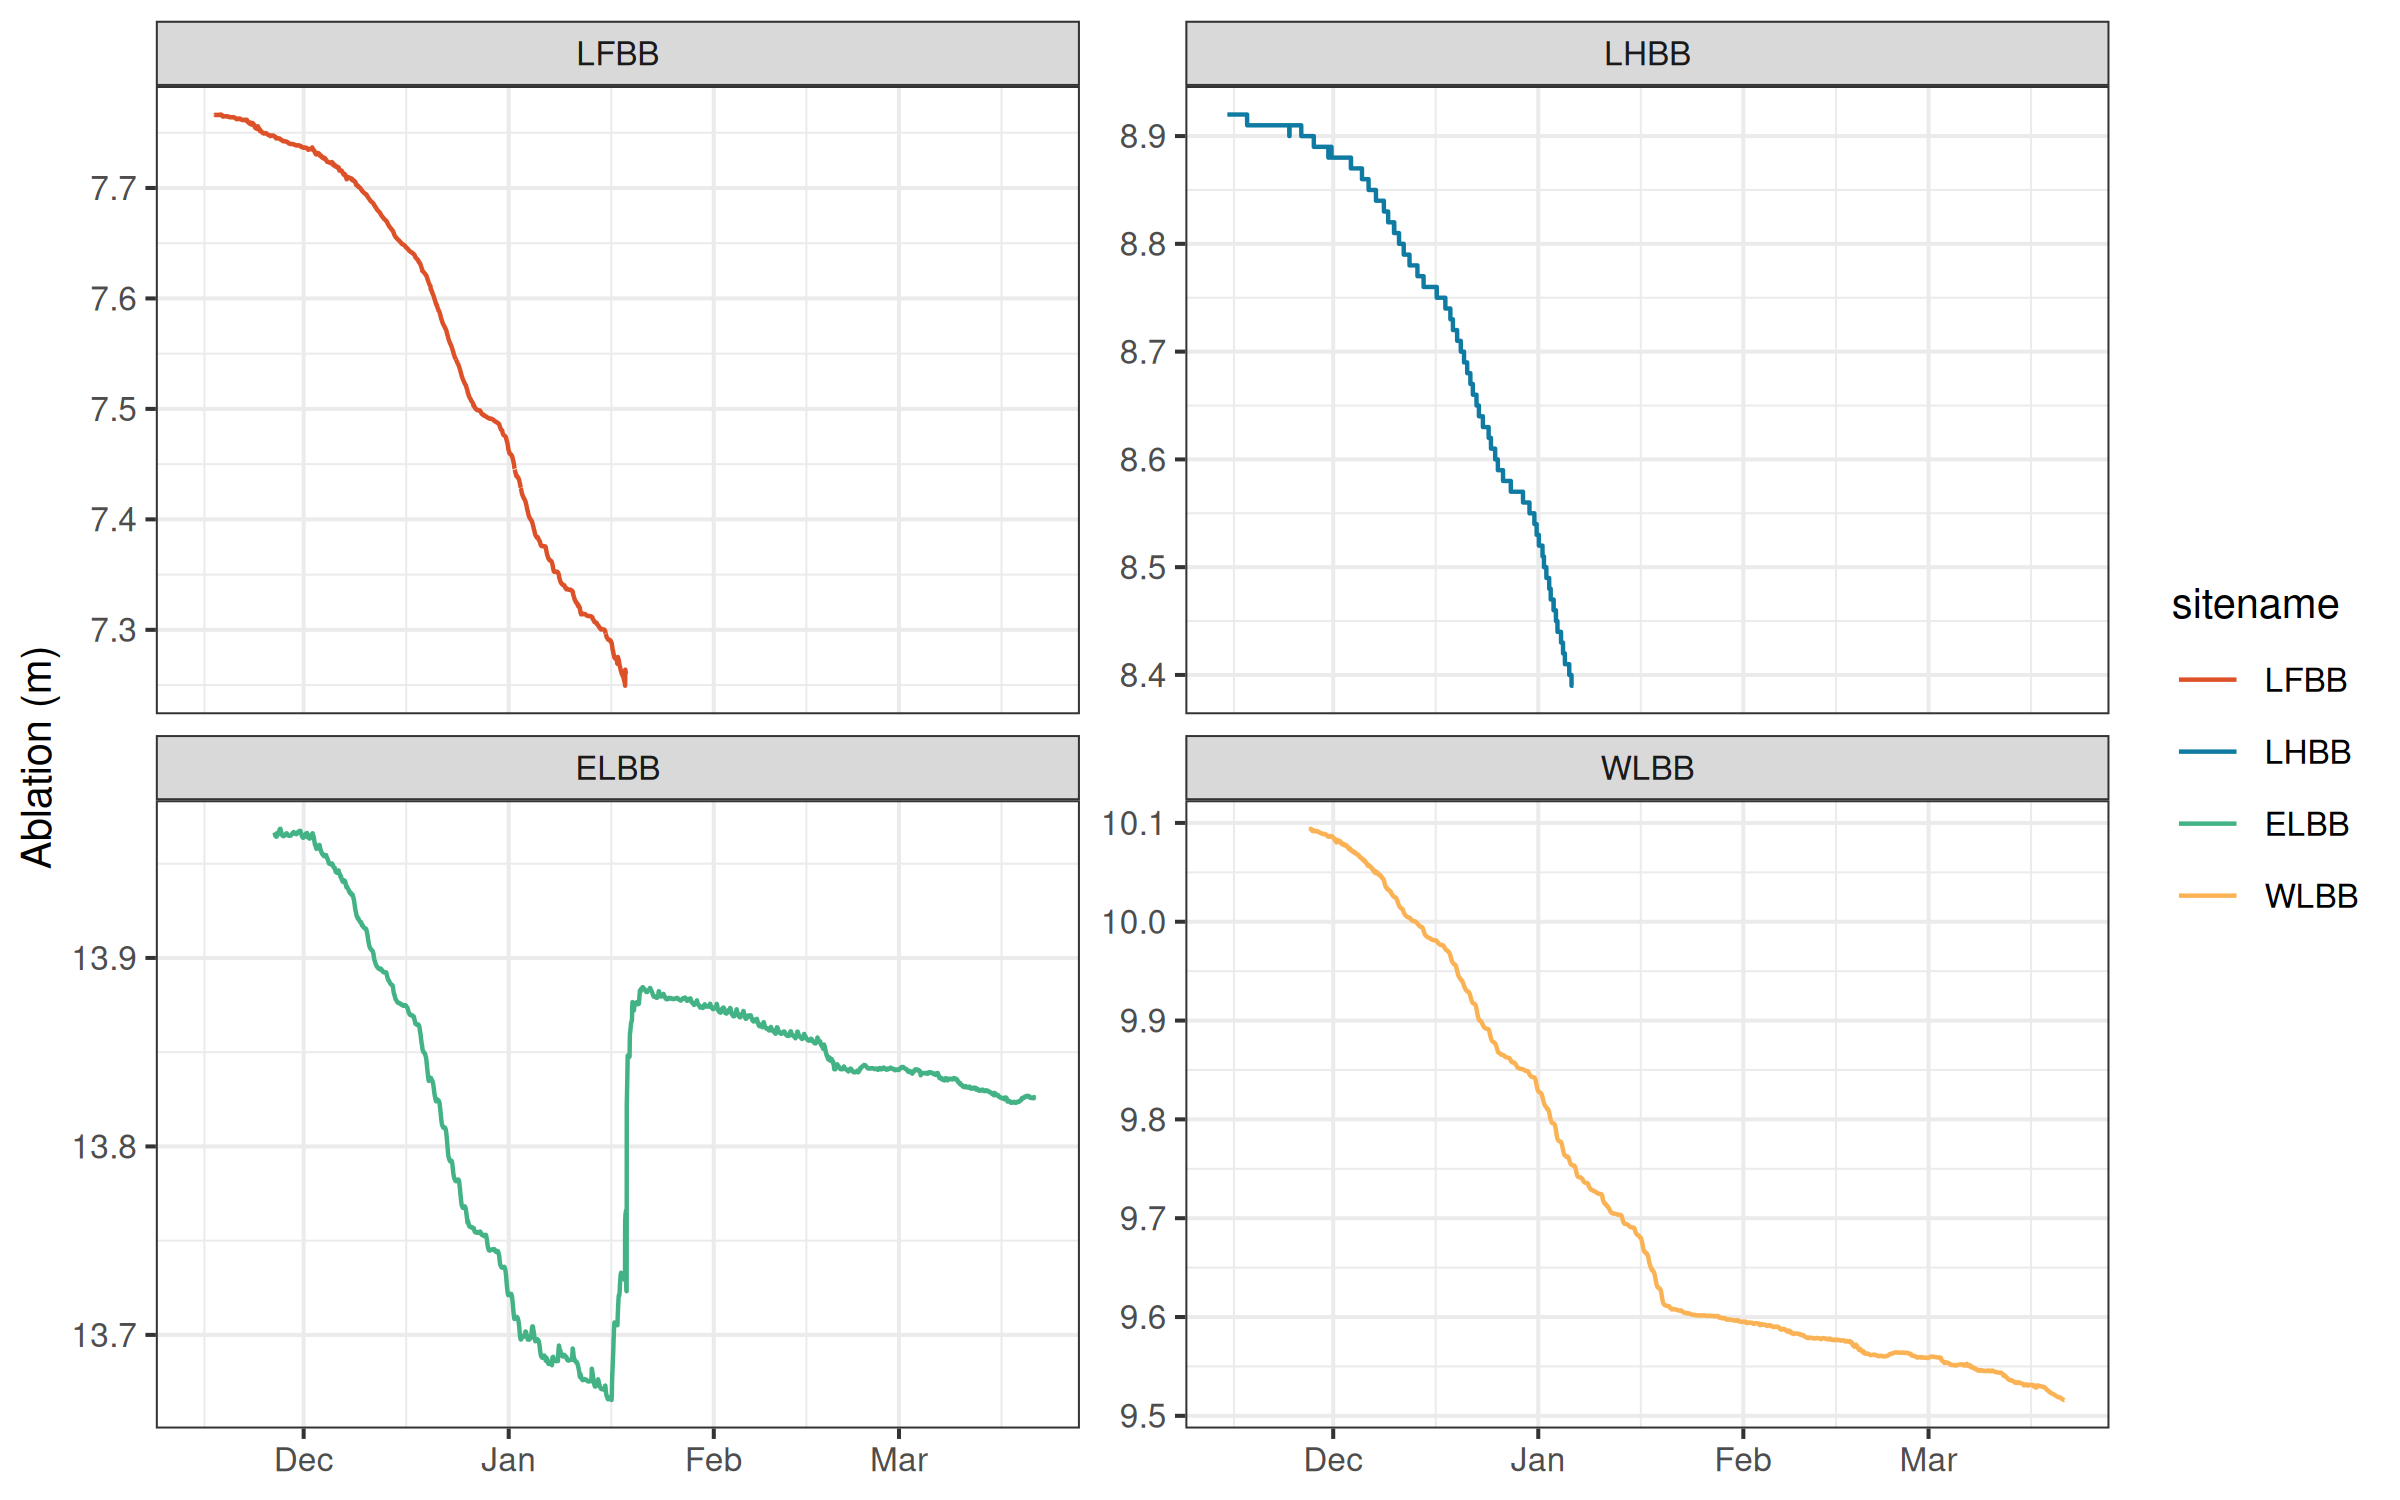 LFBB
LHBB
7.7
7.6
7.5
7.4
7.3
8.9
8.8
8.7
8.6
8.5
8.4
Ablation (m)
ELBB
WLBB
13.9
13.8
13.7
10.1
10.0
9.9
9.8
9.7
9.6
9.5
Dec
Jan
Feb
Mar
Dec
Jan
Feb
Mar
sitename
LFBB
LHBB
ELBB
WLBB